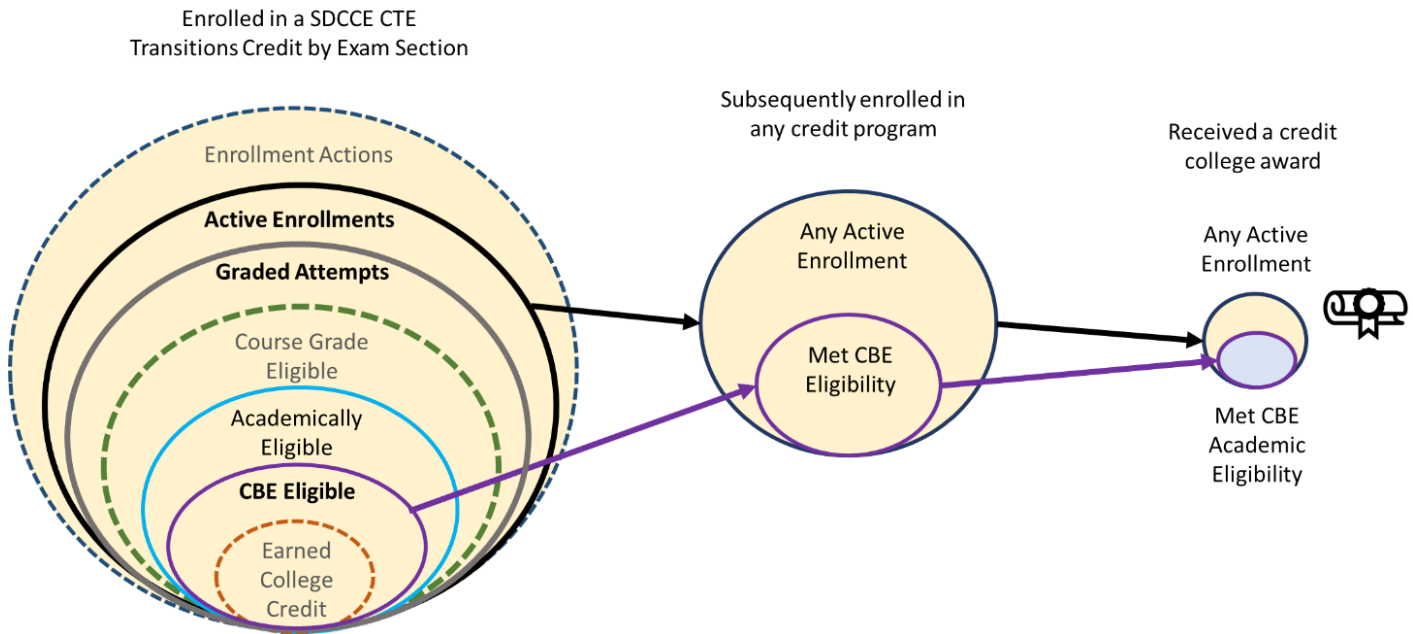 Enrolled in a SDCCE CTE
Transitions Credit by Exam Section
Enrollment Actions
Active Enrollments
Graded Attempts
Course Grade
Eligible
Academically
Eligible
CBE Eligible
Earned
College
Credit
Subsequently enrolled in
any credit program
Any Active
Enrollment
Met CBE
Eligibility
Received a credit
college award
Any Active
Enrollment
Met CBE
Academic
Eligibility